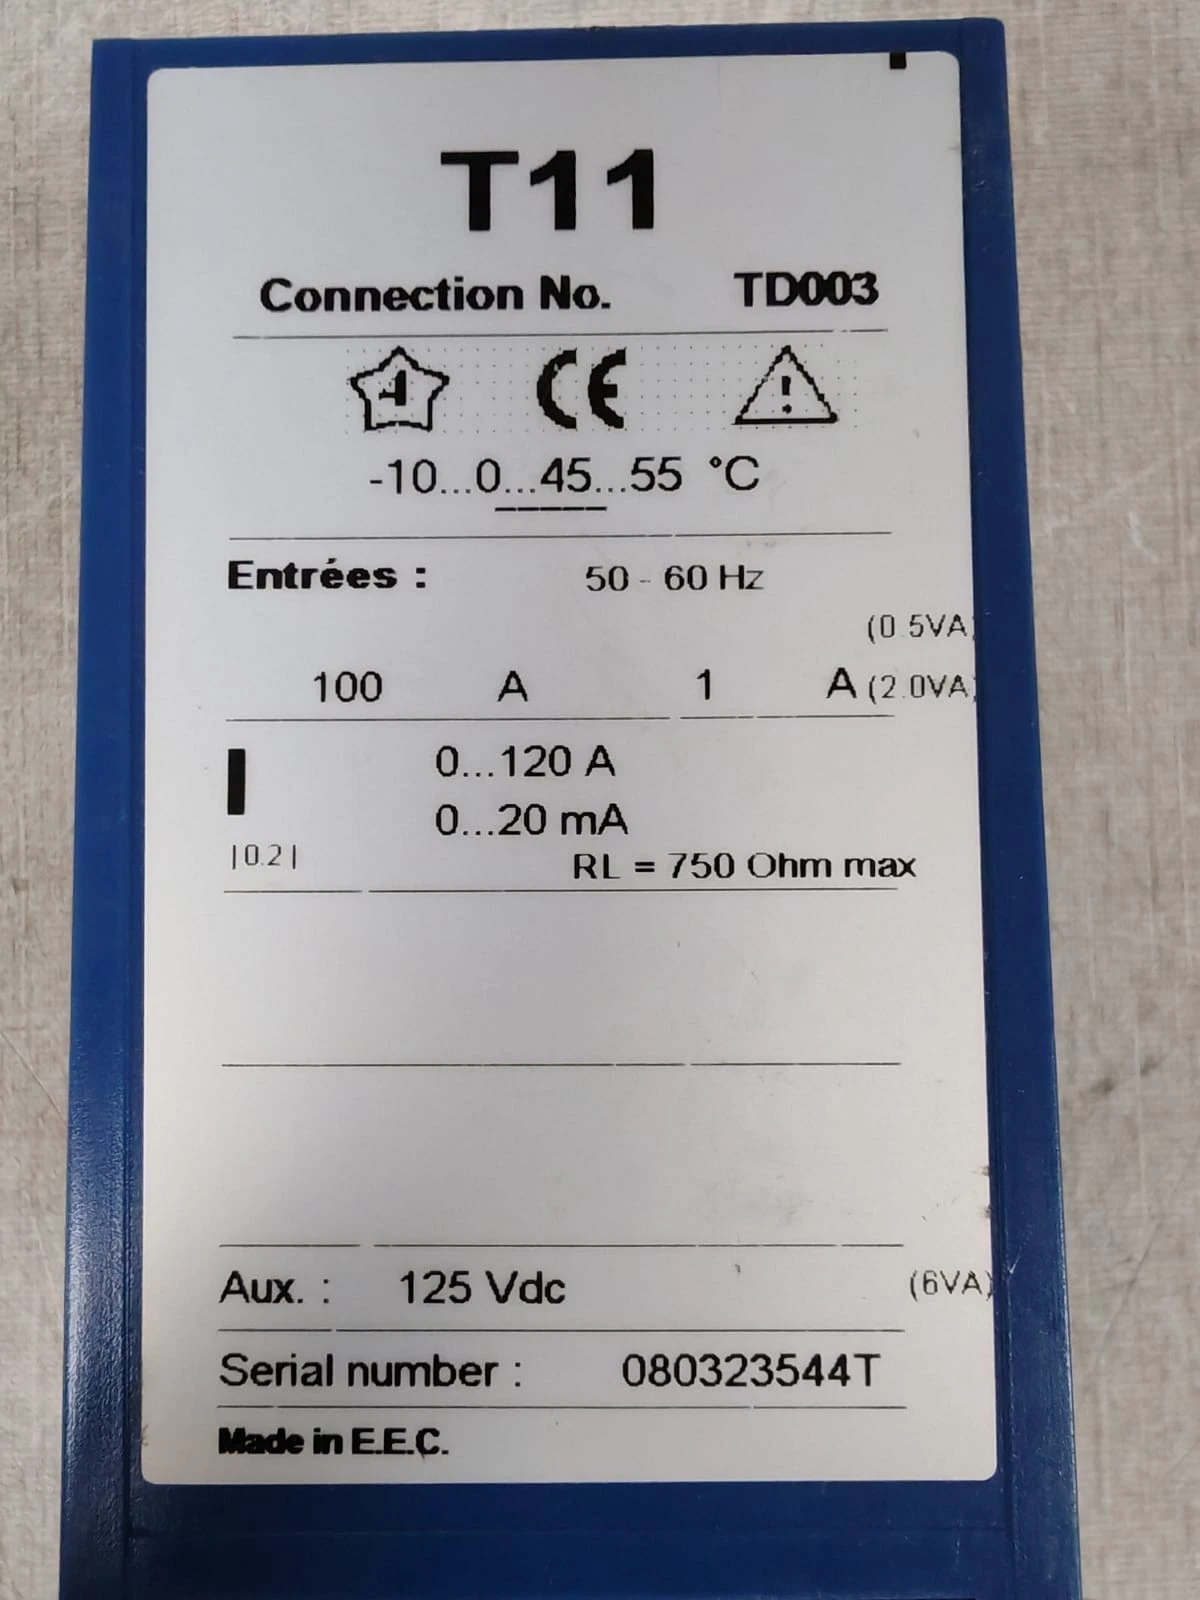 T11
Connection No. TD003
4 CE !
-10...0...45...55 °C
Entrées : 50 - 60 Hz
(0.5VA)
100 A 1 A (2.0VA)
I 0...120 A
0...20 mA
|0.2| RL = 750 Ohm max
Aux. : 125 Vdc (6VA)
Serial number : 080323544T
Made in E.E.C.